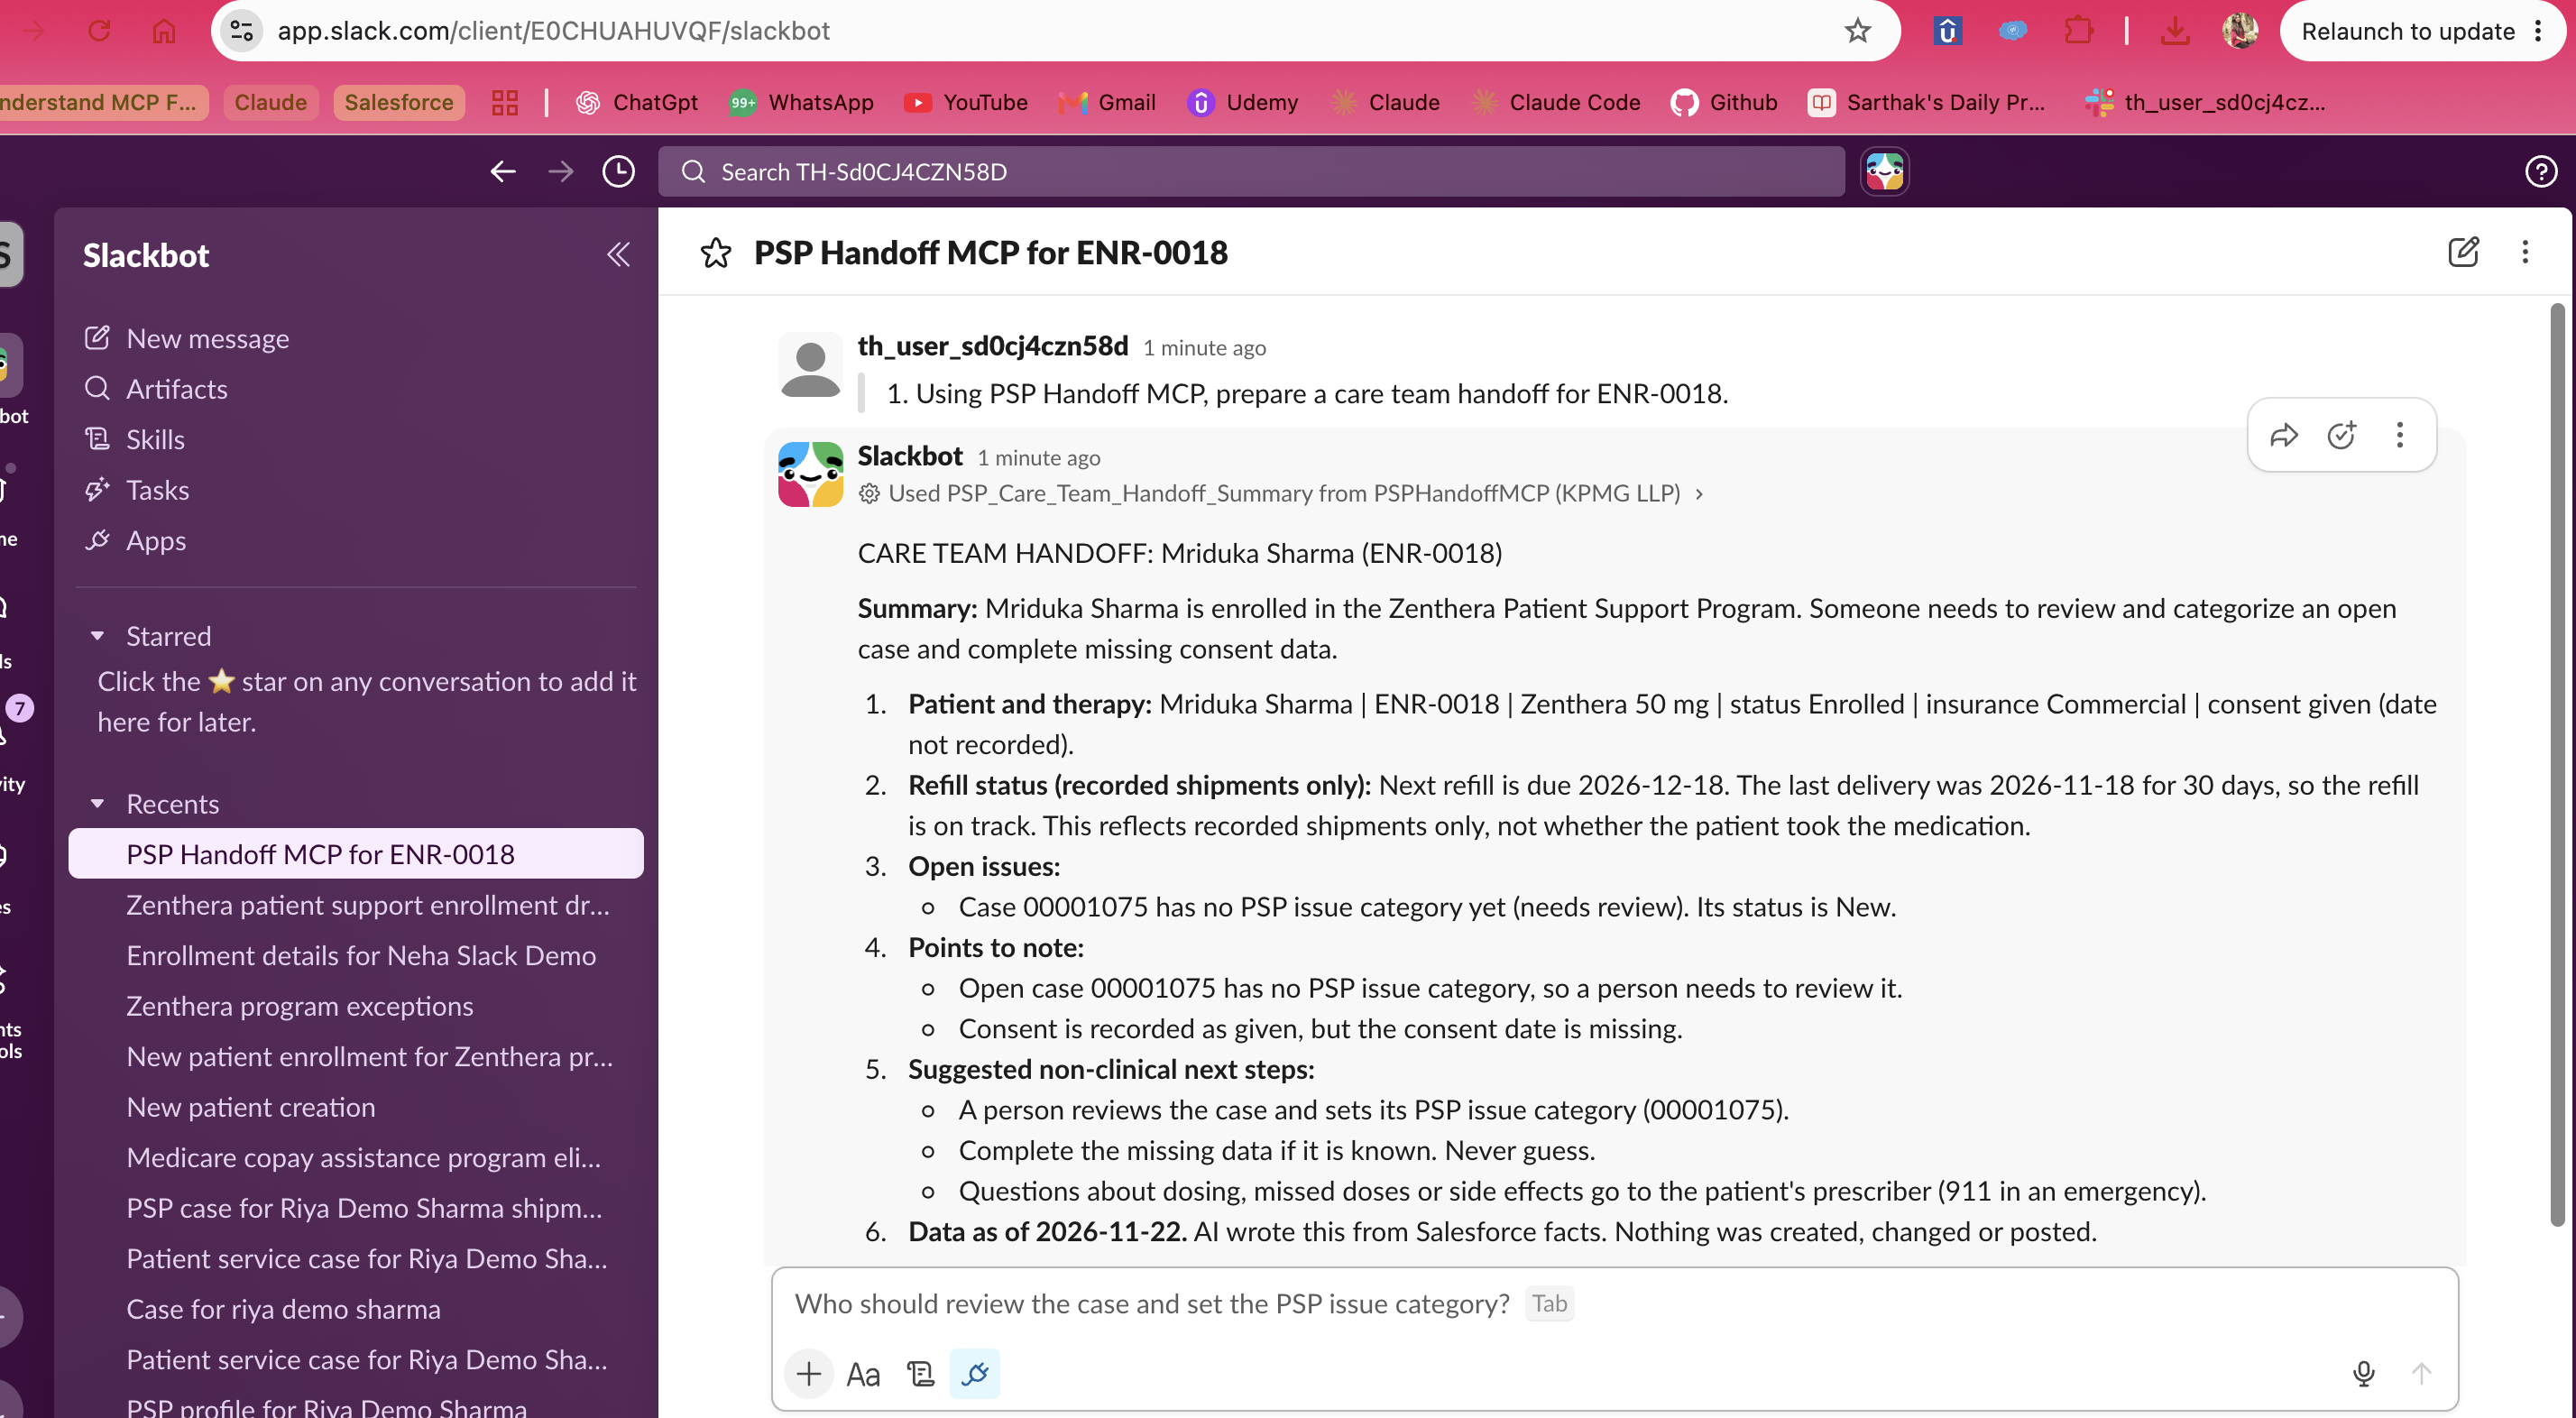 app.slack.com/client/E0CHUAHUVQF/slackbot
Relaunch to update
nderstand MCP F...
Claude
Salesforce
ChatGpt
99+
WhatsApp
YouTube
Gmail
Udemy
Claude
Claude Code
Github
Sarthak's Daily Pr...
th_user_sd0cj4cz...
Search TH-Sd0CJ4CZN58D
S
bot
me
ls
7
vity
es
nts
ols
Slackbot
New message
Artifacts
Skills
Tasks
Apps
Starred
Click the ⭐ star on any conversation to add it
here for later.
Recents
PSP Handoff MCP for ENR-0018
Zenthera patient support enrollment dr...
Enrollment details for Neha Slack Demo
Zenthera program exceptions
New patient enrollment for Zenthera pr...
New patient creation
Medicare copay assistance program eli...
PSP case for Riya Demo Sharma shipm...
Patient service case for Riya Demo Sha...
Case for riya demo sharma
Patient service case for Riya Demo Sha...
PSP profile for Riya Demo Sharma
PSP Handoff MCP for ENR-0018
th_user_sd0cj4czn58d 1 minute ago
1. Using PSP Handoff MCP, prepare a care team handoff for ENR-0018.
Slackbot 1 minute ago
Used PSP_Care_Team_Handoff_Summary from PSPHandoffMCP (KPMG LLP) >
CARE TEAM HANDOFF: Mriduka Sharma (ENR-0018)
Summary: Mriduka Sharma is enrolled in the Zenthera Patient Support Program. Someone needs to review and categorize an open
case and complete missing consent data.
1. Patient and therapy: Mriduka Sharma | ENR-0018 | Zenthera 50 mg | status Enrolled | insurance Commercial | consent given (date
not recorded).
2. Refill status (recorded shipments only): Next refill is due 2026-12-18. The last delivery was 2026-11-18 for 30 days, so the refill
is on track. This reflects recorded shipments only, not whether the patient took the medication.
3. Open issues:
Case 00001075 has no PSP issue category yet (needs review). Its status is New.
4. Points to note:
Open case 00001075 has no PSP issue category, so a person needs to review it.
Consent is recorded as given, but the consent date is missing.
5. Suggested non-clinical next steps:
A person reviews the case and sets its PSP issue category (00001075).
Complete the missing data if it is known. Never guess.
Questions about dosing, missed doses or side effects go to the patient's prescriber (911 in an emergency).
6. Data as of 2026-11-22. AI wrote this from Salesforce facts. Nothing was created, changed or posted.
Who should review the case and set the PSP issue category? Tab
Aa